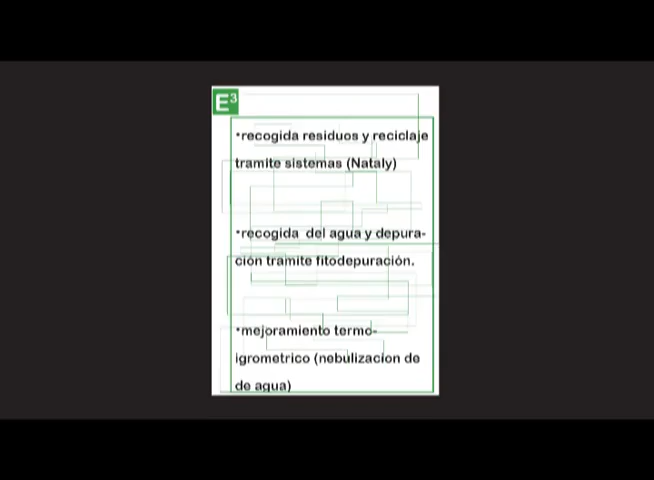 E³
•recogida residuos y reciclaje
tramite sistemas (Nataly)
•recogida del agua y depura-
ción tramite fitodepuración.
•mejoramiento termo-
igrometrico (nebulizacion de
de agua)